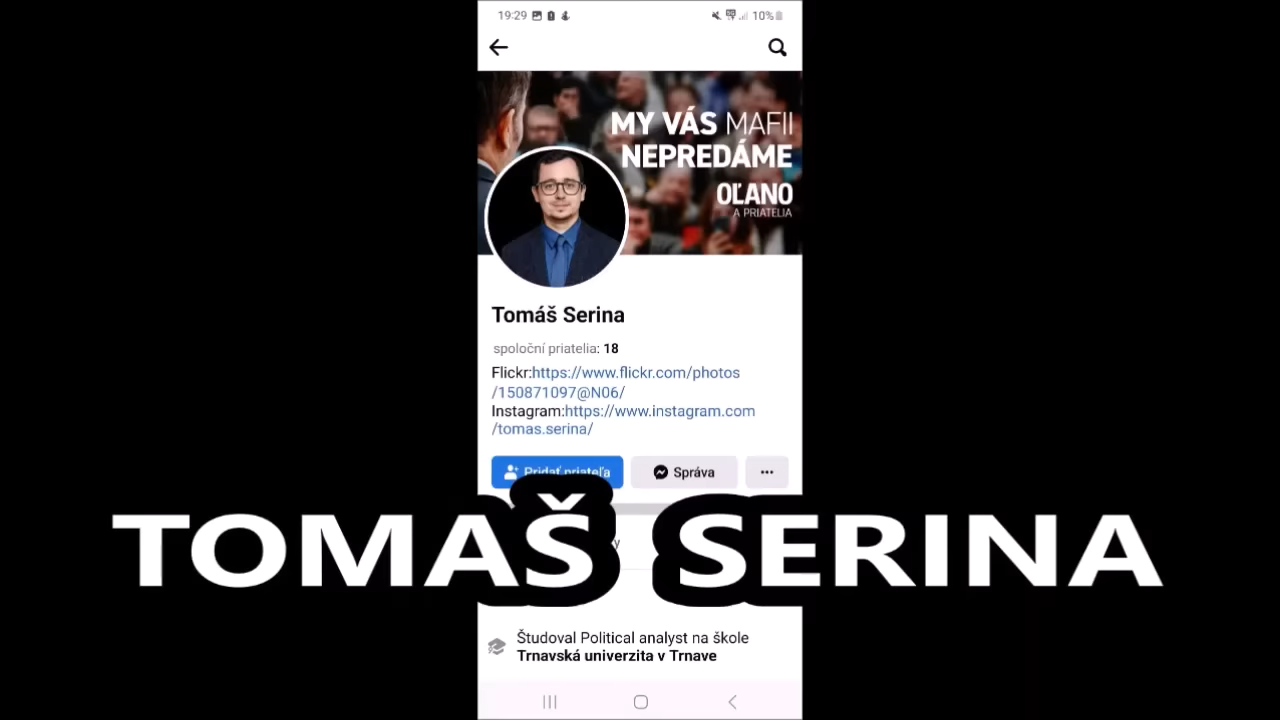 19:29
10%
MY VÁS MAFII
NEPREDÁME
OĽANO
A PRIATELIA
Tomáš Serina
spoloční priatelia: 18
Flickr:https://www.flickr.com/photos
/150871097@N06/
Instagram:https://www.instagram.com
/tomas.serina/
Pridať priateľa
Správa
TOMAŠ SERINA
Študoval Political analyst na škole
Trnavská univerzita v Trnave